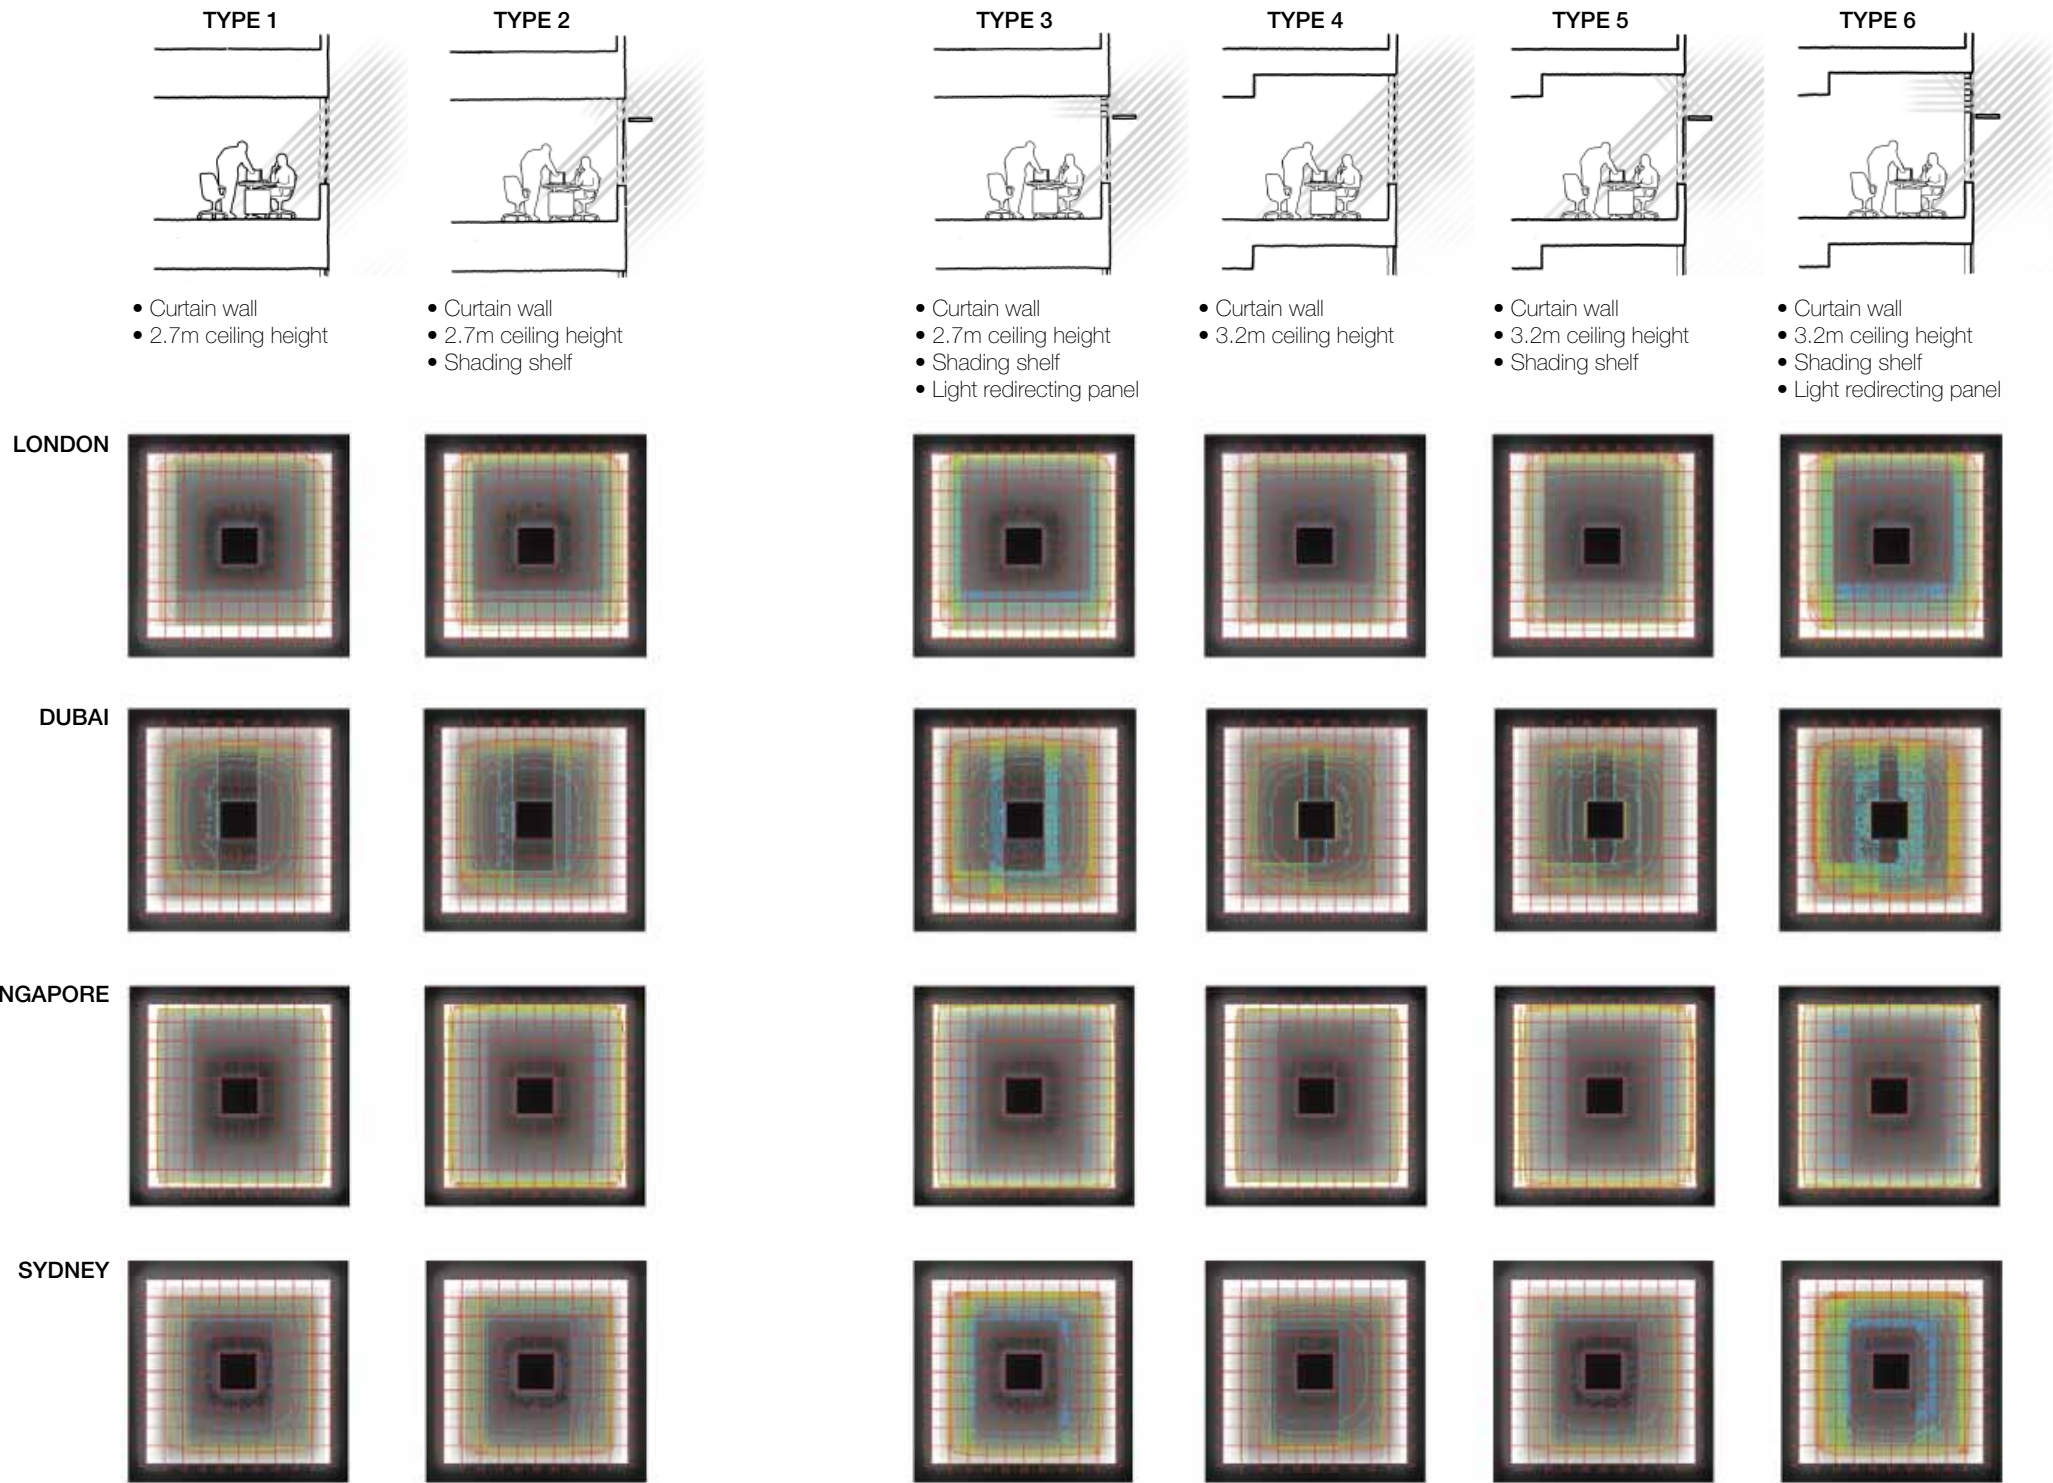 TYPE 1
TYPE 2
TYPE 3
TYPE 4
TYPE 5
TYPE 6
• Curtain wall
• 2.7m ceiling height
• Curtain wall
• 2.7m ceiling height
• Shading shelf
• Curtain wall
• 2.7m ceiling height
• Shading shelf
• Light redirecting panel
• Curtain wall
• 3.2m ceiling height
• Curtain wall
• 3.2m ceiling height
• Shading shelf
• Curtain wall
• 3.2m ceiling height
• Shading shelf
• Light redirecting panel
LONDON
DUBAI
NGAPORE
SYDNEY